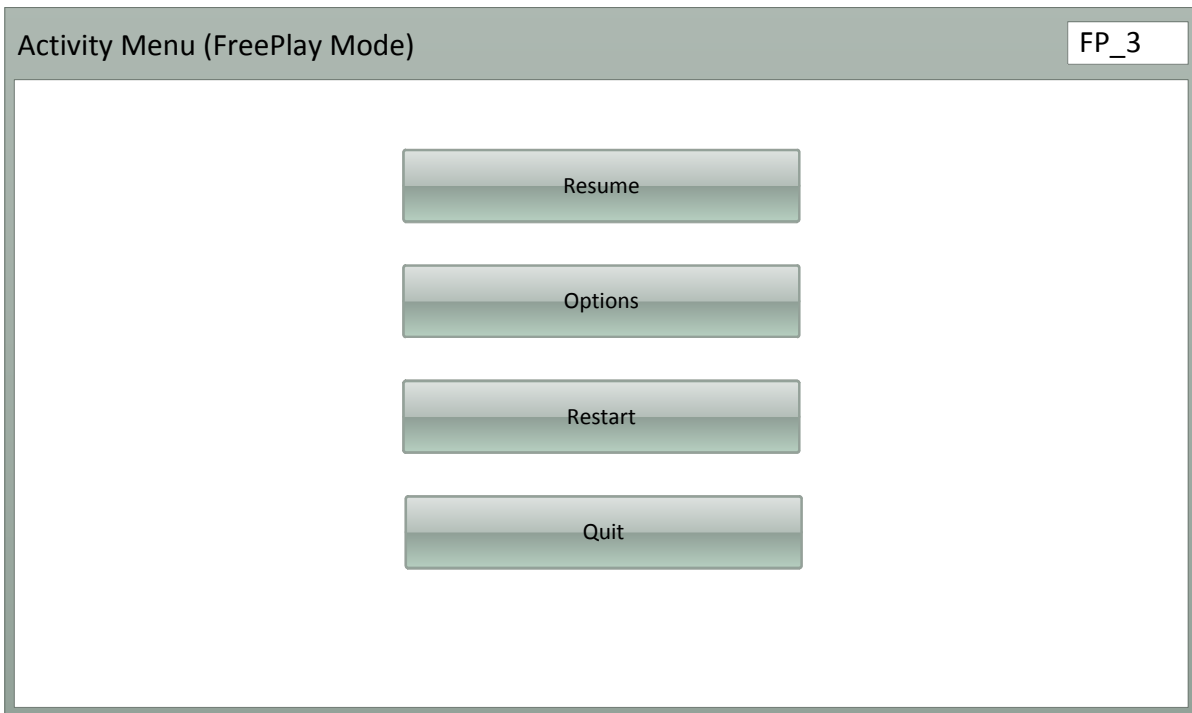 Activity Menu (FreePlay Mode)
FP_3
Resume
Options
Restart
Quit